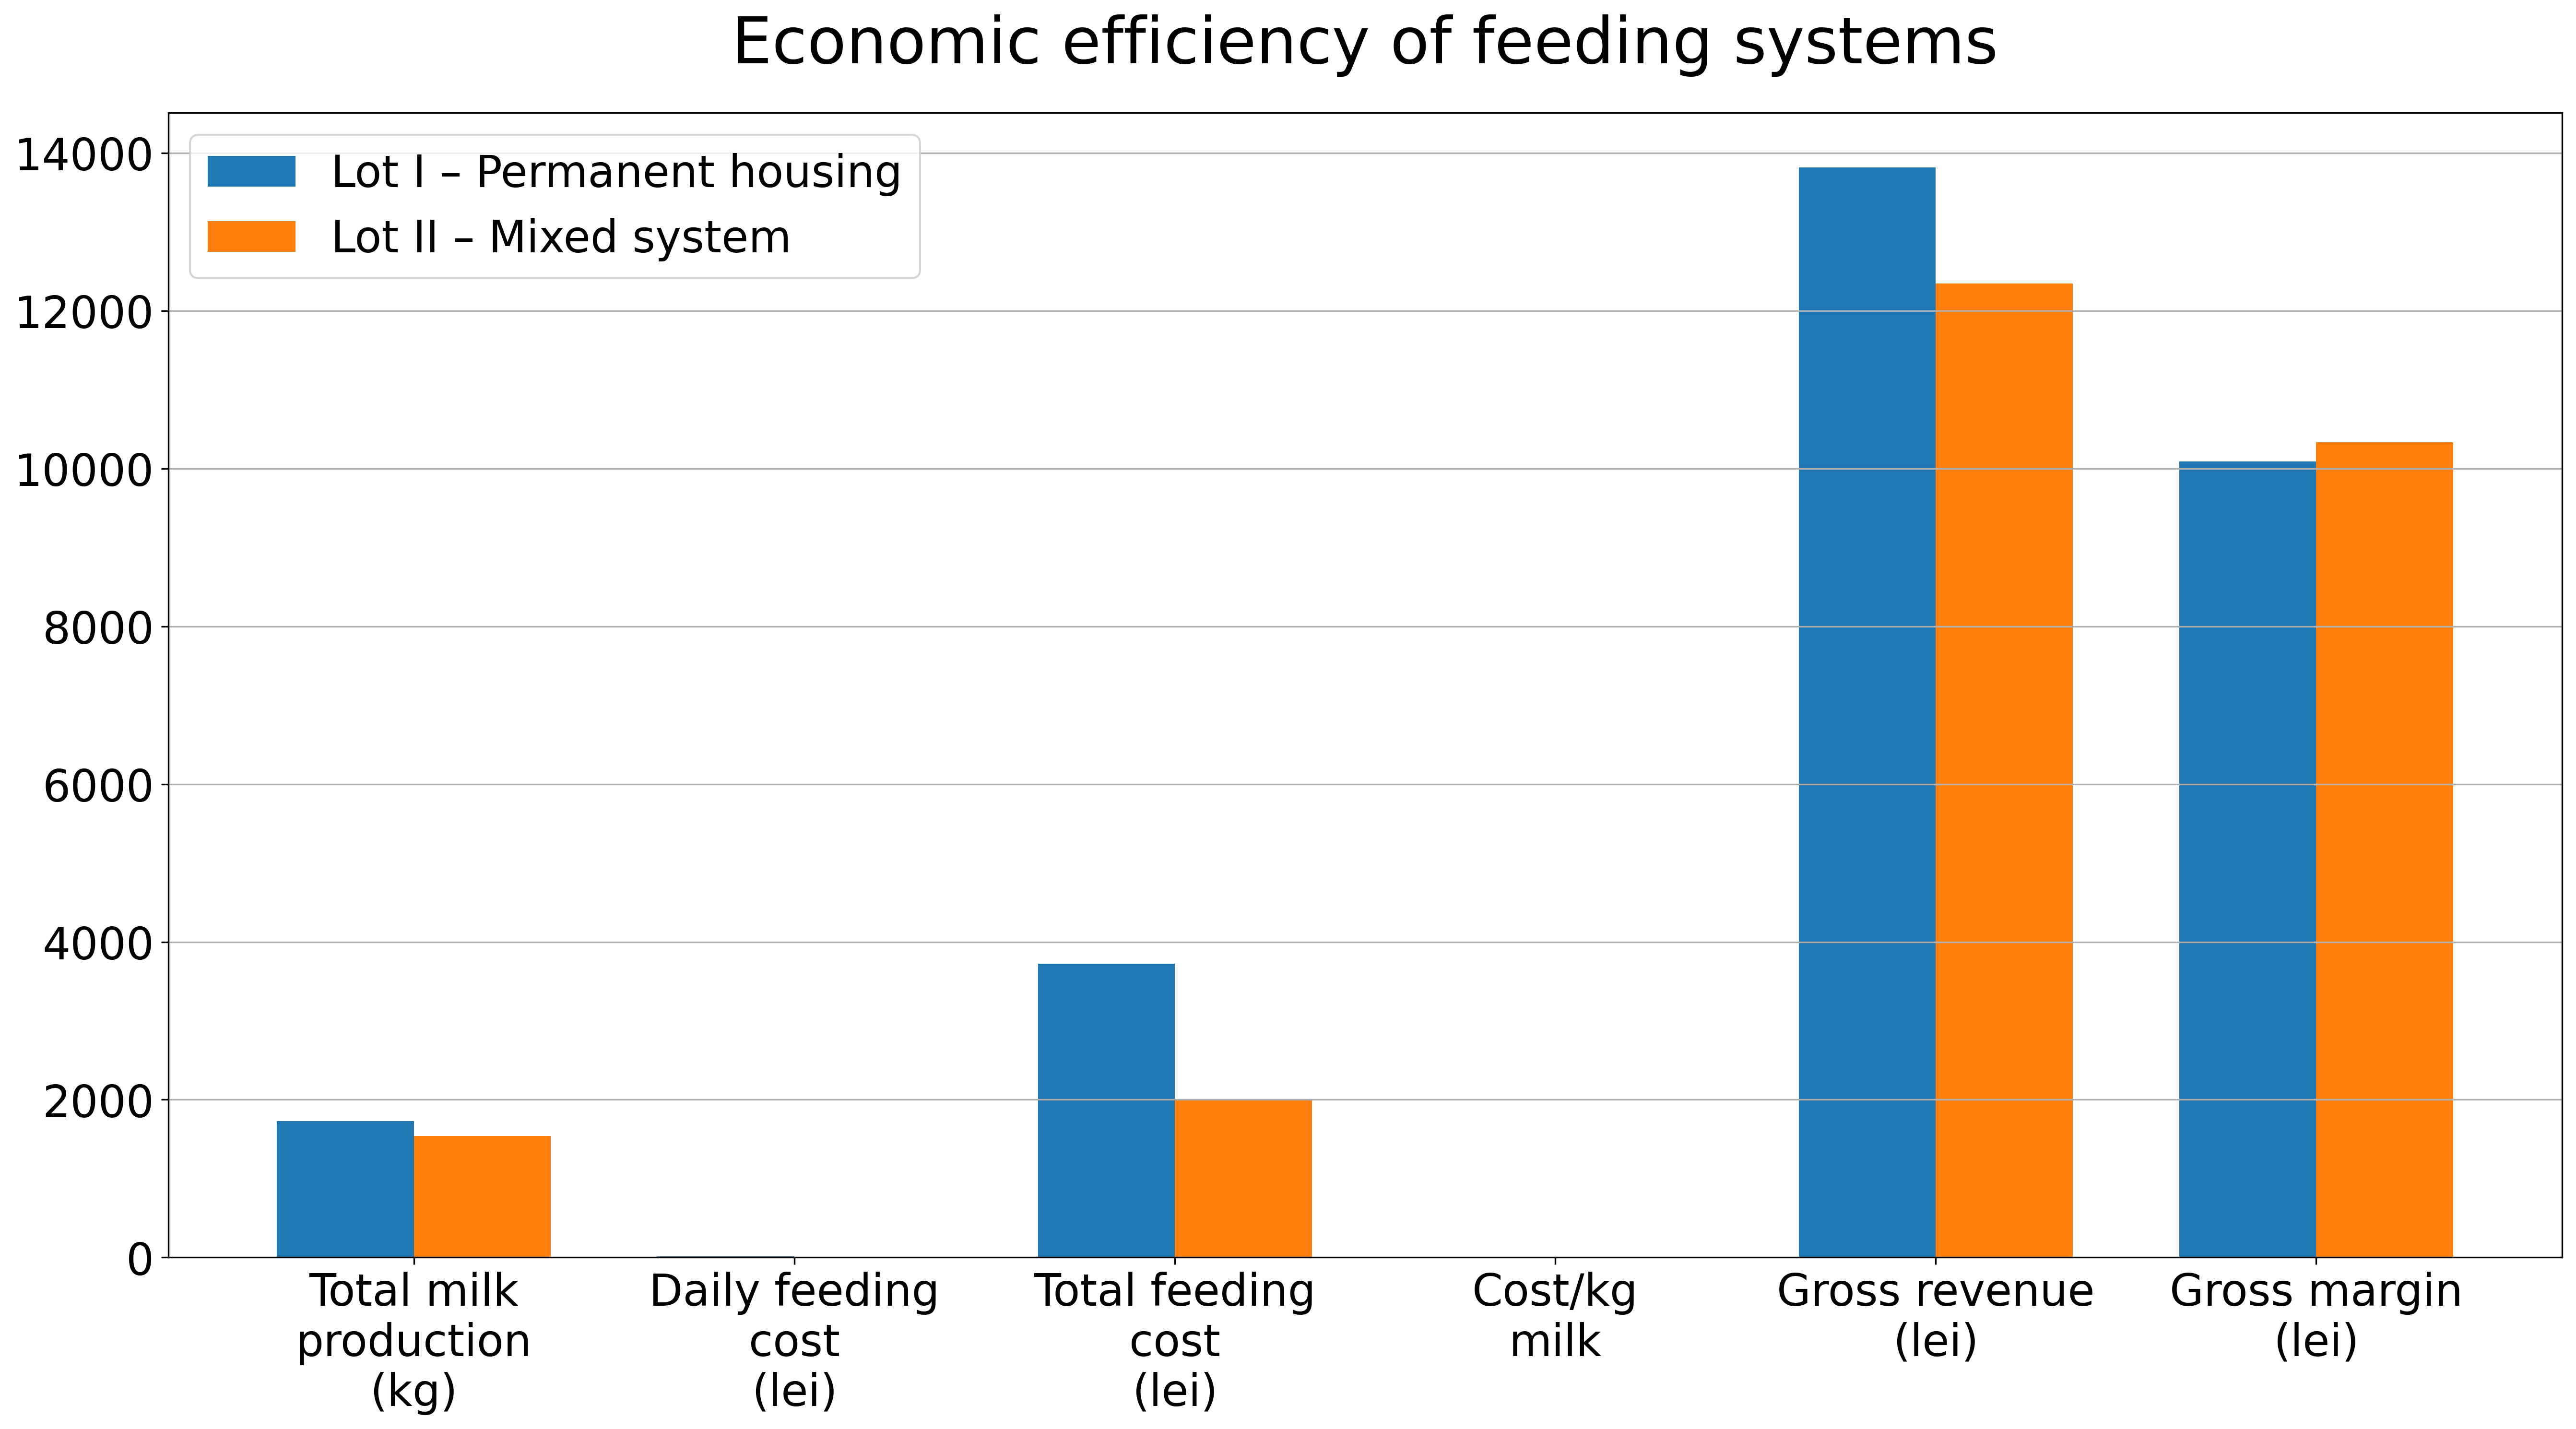 Economic efficiency of feeding systems
Lot I – Permanent housing
Lot II – Mixed system
14000
12000
10000
8000
6000
4000
2000
0
Total milk
production
(kg)
Daily feeding
cost
(lei)
Total feeding
cost
(lei)
Cost/kg
milk
Gross revenue
(lei)
Gross margin
(lei)